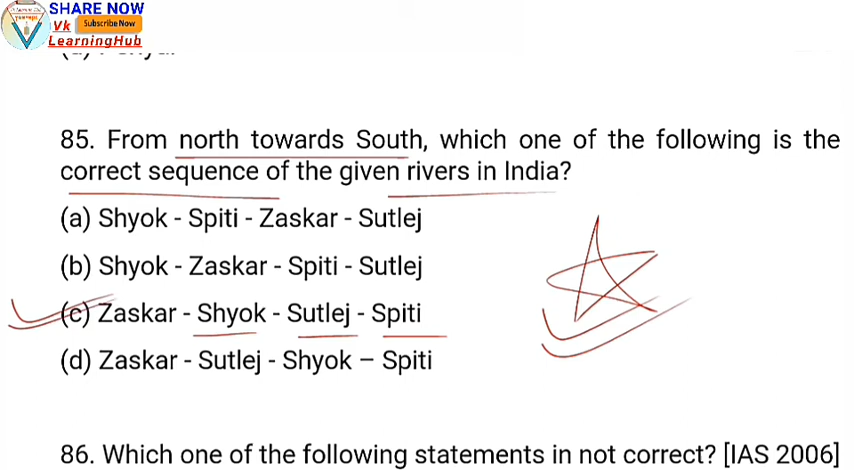 SHARE NOW
Vk Subscribe Now
LearningHub
85. From north towards South, which one of the following is the
correct sequence of the given rivers in India?
(a) Shyok - Spiti - Zaskar - Sutlej
(b) Shyok - Zaskar - Spiti - Sutlej
(c) Zaskar - Shyok - Sutlej - Spiti
(d) Zaskar - Sutlej - Shyok – Spiti
86. Which one of the following statements in not correct? [IAS 2006]